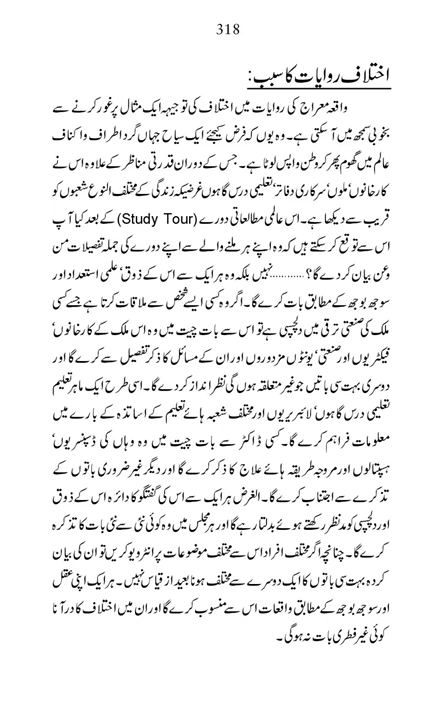 318
اختلاف روایات کا سبب:
واقعہ معراج کی روایات میں اختلاف کی توجیہہ ایک مثال پر غور کرنے سے
بخوبی سمجھ میں آ سکتی ہے۔ وہ یوں کہ فرض کیجئے ایک سیاح جہاں گرد اطراف و اکناف
عالم میں گھوم پھر کر وطن واپس لوٹا ہے۔ جس کے دوران قدرتی مناظر کے علاوہ اس نے
کارخانوں‘ ملوں‘ سرکاری دفاتر‘ تعلیمی درس گاہوں غرضیکہ زندگی کے مختلف النوع شعبوں کو
قریب سے دیکھا ہے۔ اس عالمی مطالعاتی دورے (Study Tour) کے بعد کیا آپ
اس سے توقع کر سکتے ہیں کہ وہ اپنے ہر ملنے والے سے اپنے دورے کی جملہ تفصیلات من
و عن بیان کر دے گا؟ ............ نہیں بلکہ وہ ہر ایک سے اس کے ذوق‘ علمی استعداد اور
سوجھ بوجھ کے مطابق بات کرے گا۔ اگر وہ کسی ایسے شخص سے ملاقات کرتا ہے جسے کسی
ملک کی صنعتی ترقی میں دلچسپی ہے تو اس سے بات چیت میں وہ اس ملک کے کارخانوں‘
فیکٹریوں اور صنعتی‘ یونٹوں مزدوروں اور ان کے مسائل کا ذکر تفصیل سے کرے گا اور
دوسری بہت سی باتیں جو غیر متعلقہ ہوں گی نظر انداز کر دے گا۔ اسی طرح ایک ماہر تعلیم
تعلیمی درس گاہوں‘ لائبریریوں اور مختلف شعبہ ہائے تعلیم کے اساتذہ کے بارے میں
معلومات فراہم کرے گا۔ کسی ڈاکٹر سے بات چیت میں وہ وہاں کی ڈسپنسریوں‘
ہسپتالوں اور مروجہ طریقہ ہائے علاج کا ذکر کرے گا اور دیگر غیر ضروری باتوں کے
تذکرے سے اجتناب کرے گا۔ الغرض ہر ایک سے اس کی گفتگو کا دائرہ اس کے ذوق
اور دلچسپی کو مدنظر رکھتے ہوئے بدلتا رہے گا اور ہر مجلس میں وہ کوئی نئی سے نئی بات کا تذکرہ
کرے گا۔ چنانچہ اگر مختلف افراد اس سے مختلف موضوعات پر انٹرویو کریں تو ان کی بیان
کردہ بہت سی باتوں کا ایک دوسرے سے مختلف ہونا بعید از قیاس نہیں۔ ہر ایک اپنی عقل
اور سوجھ بوجھ کے مطابق واقعات اس سے منسوب کرے گا اور ان میں اختلاف کا در آنا
کوئی غیر فطری بات نہ ہوگی۔